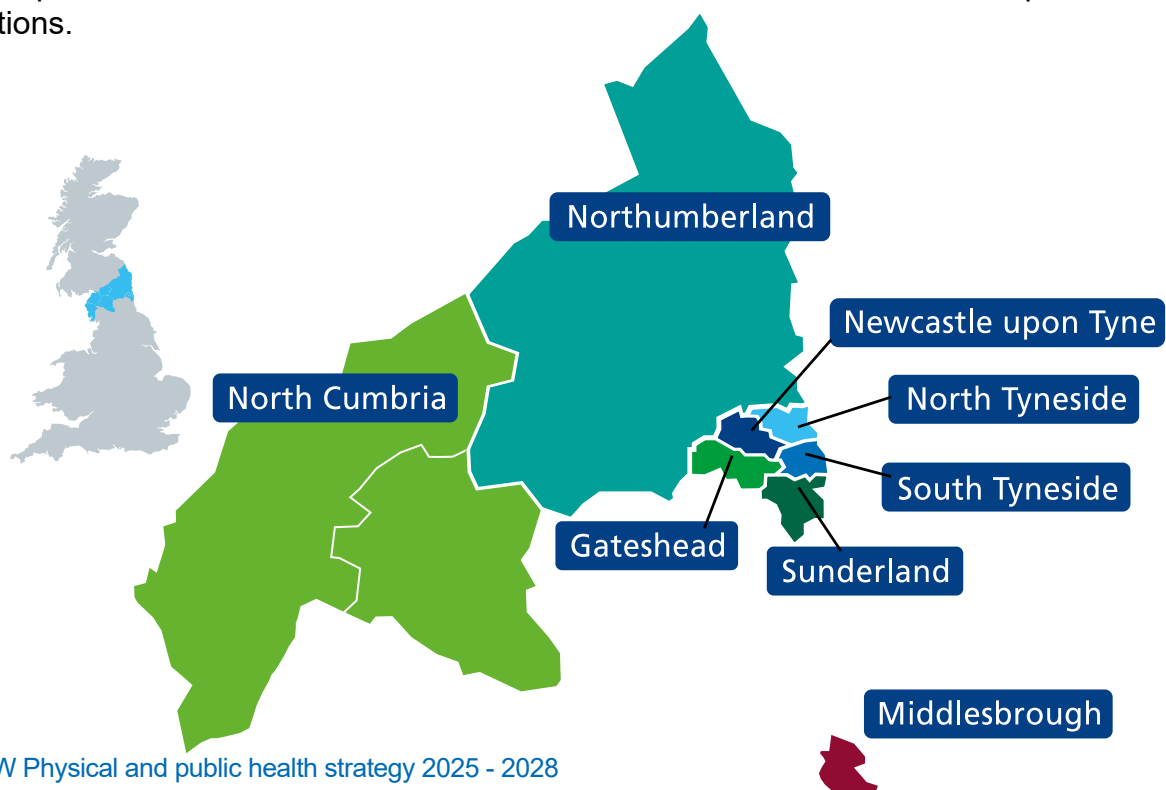 tions.
Northumberland
Newcastle upon Tyne
North Cumbria
North Tyneside
South Tyneside
Gateshead
Sunderland
Middlesbrough
W Physical and public health strategy 2025 - 2028